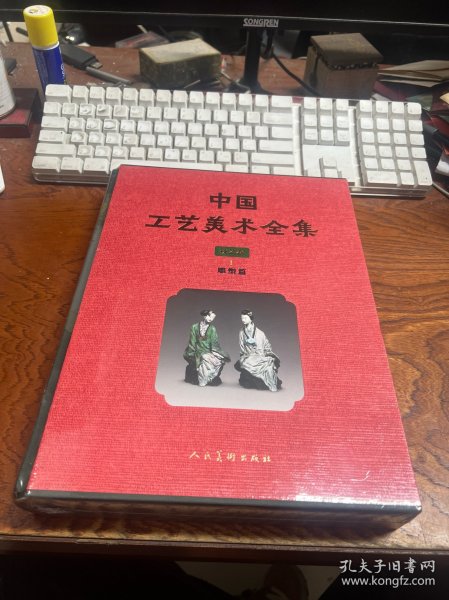 SONGREN
中国
工艺美术全集
1
雕塑篇
人民美术出版社
孔夫子旧书网
www.kongfz.com